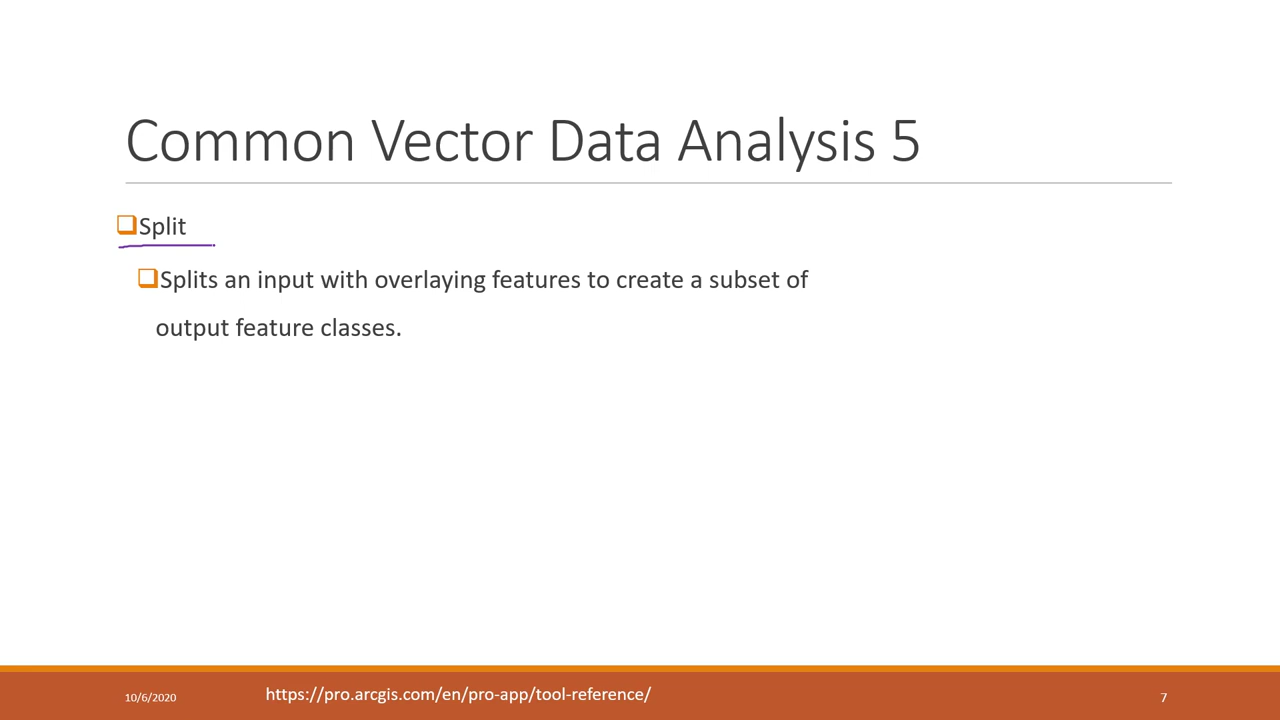 Common Vector Data Analysis 5
Split
Splits an input with overlaying features to create a subset of
output feature classes.
10/6/2020
https://pro.arcgis.com/en/pro-app/tool-reference/
7